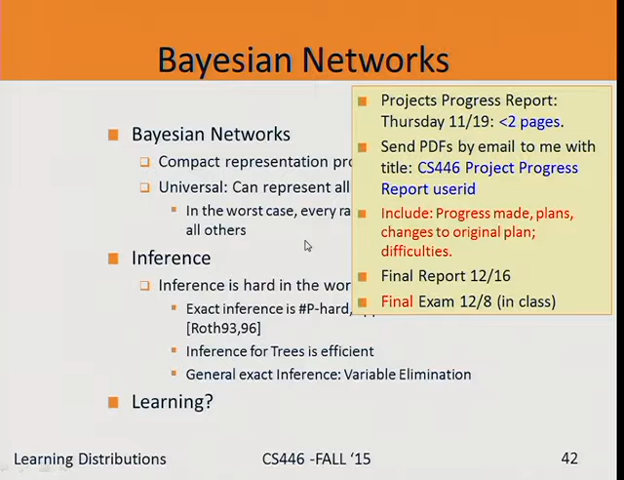 Bayesian Networks
Bayesian Networks
Compact representation
Universal: Can represent all
In the worst case, every
all others
Inference
Inference is hard in the
Exact inference is #P-hard,
[Roth93,96]
Inference for Trees is efficient
General exact Inference: Variable Elimination
Learning?
Projects Progress Report:
Thursday 11/19: <2 pages.
Send PDFs by email to me with
title: CS446 Project Progress
Report userid
Include: Progress made, plans,
changes to original plan;
difficulties.
Final Report 12/16
Final Exam 12/8 (in class)
Learning Distributions
CS446 -FALL ‘15
42